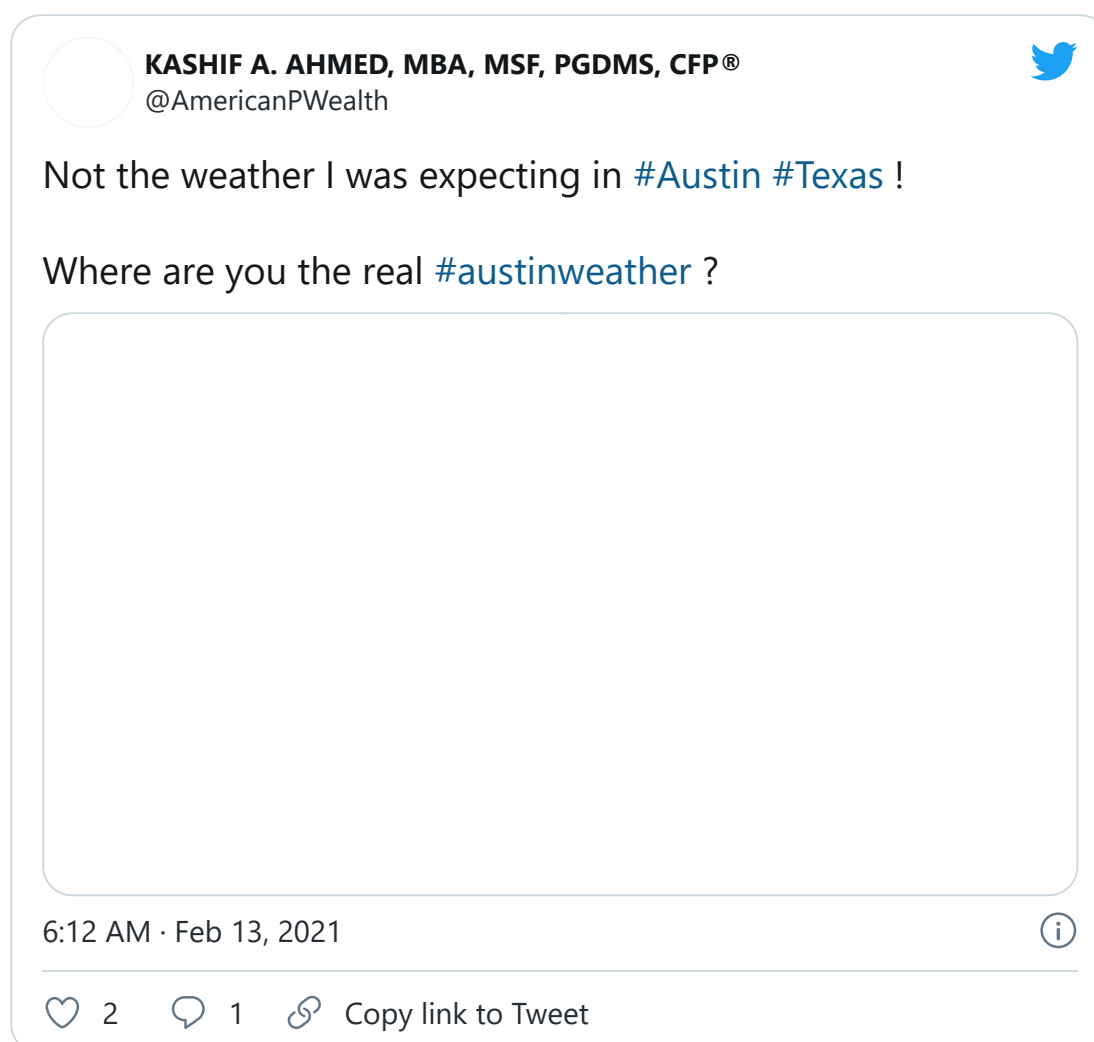 KASHIF A. AHMED, MBA, MSF, PGDMS, CFP®
@AmericanPWealth
Not the weather I was expecting in #Austin #Texas !
Where are you the real #austinweather ?
6:12 AM · Feb 13, 2021
2 1 Copy link to Tweet